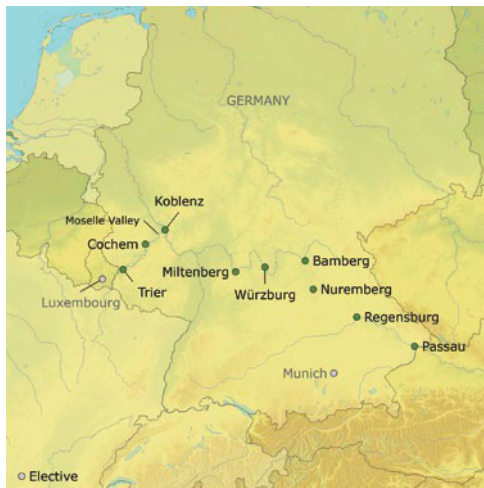 GERMANY
Koblenz
Moselle Valley
Cochem
Bamberg
Miltenberg
Würzburg
Trier
Luxembourg
Nuremberg
Regensburg
Passau
Munich
Elective